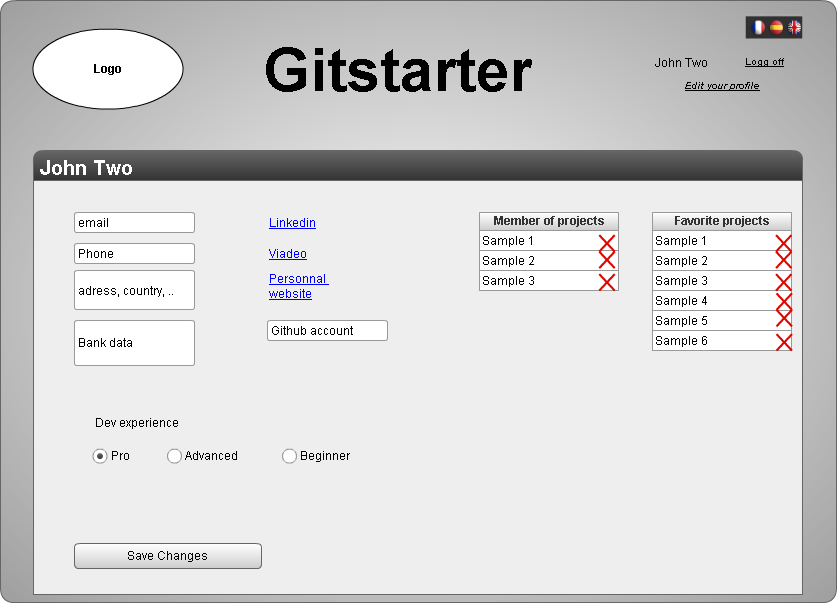 Logo
Gitstarter
John Two
Logg off
Edit your profile
John Two
email
Phone
adress, country, ..
Bank data
Linkedin
Viadeo
Personnal
website
Github account
Member of projects
Sample 1
Sample 2
Sample 3
Favorite projects
Sample 1
Sample 2
Sample 3
Sample 4
Sample 5
Sample 6
Dev experience
Pro
Advanced
Beginner
Save Changes